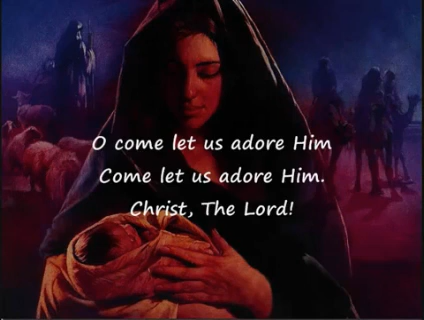 O come let us adore Him
Come let us adore Him.
Christ, The Lord!